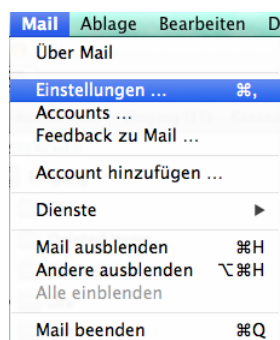 Mail Ablage Bearbeiten D
Über Mail
Einstellungen ... ⌘,
Accounts ...
Feedback zu Mail ...
Account hinzufügen ...
Dienste ▶
Mail ausblenden ⌘H
Andere ausblenden ⌥⌘H
Alle einblenden
Mail beenden ⌘Q